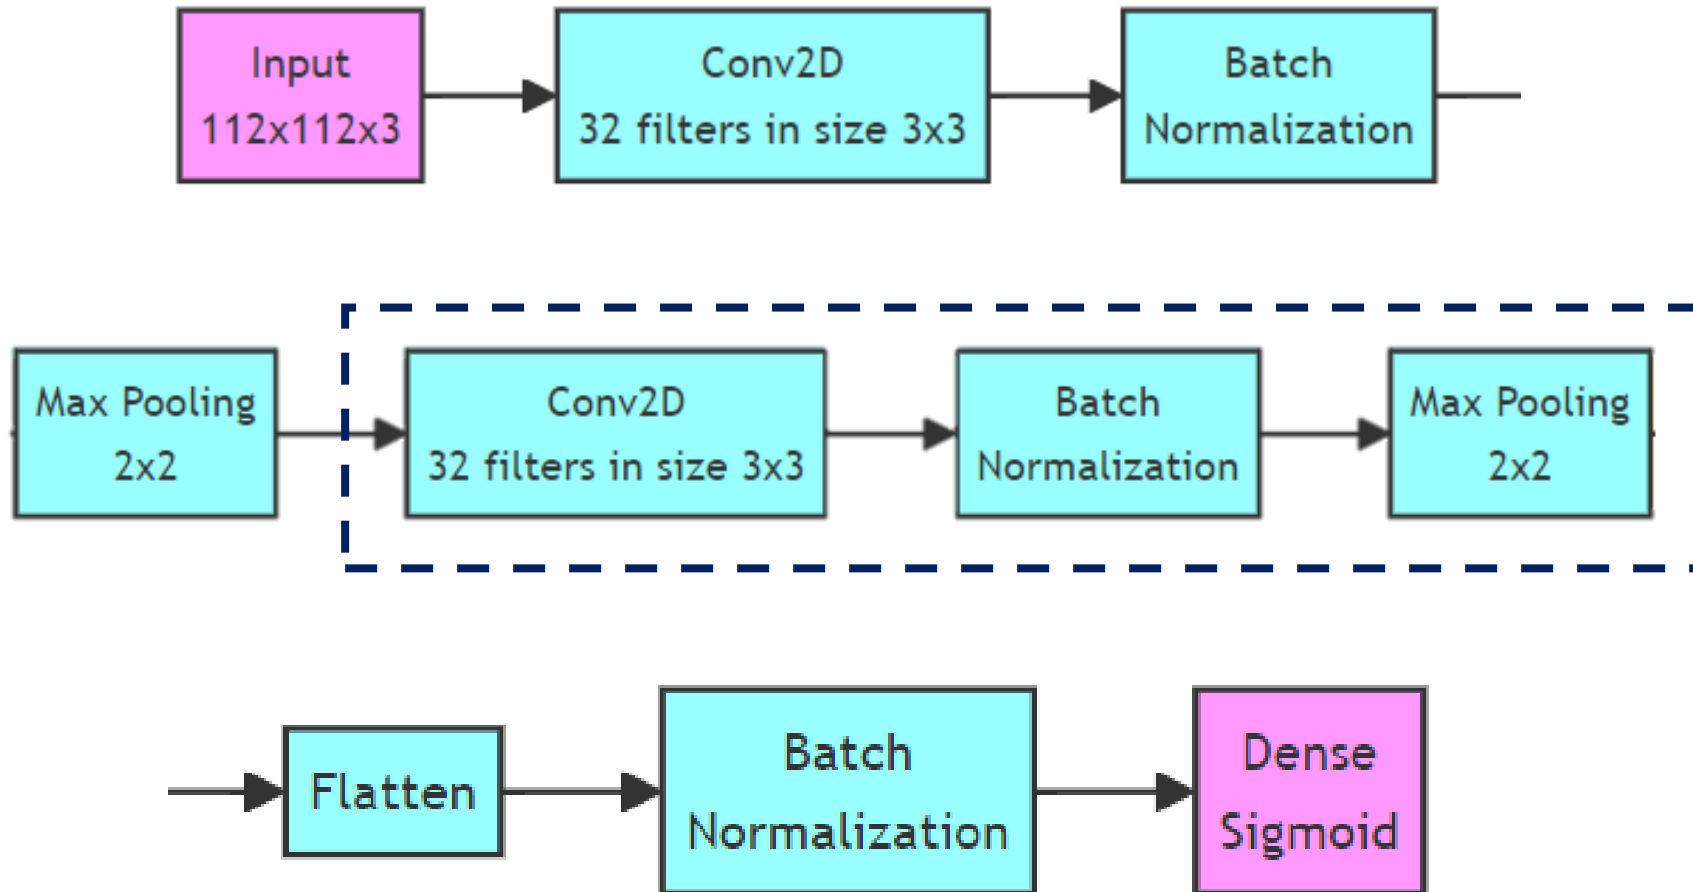 Input
112x112x3
Conv2D
32 filters in size 3x3
Batch
Normalization
Max Pooling
2x2
Conv2D
32 filters in size 3x3
Batch
Normalization
Max Pooling
2x2
Flatten
Batch
Normalization
Dense
Sigmoid